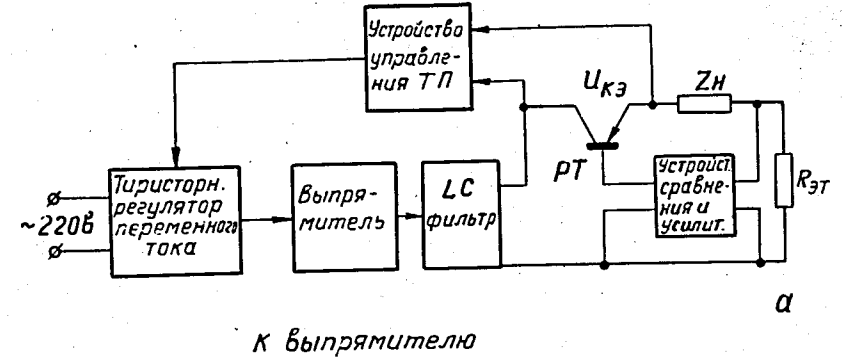 Устройство
управле-
ния ТП
Uкэ
Zн
РТ
Устройст.
сравне-
ния и
усилит.
Rэт
~220в
Тиристорн.
регулятор
переменного
тока
Выпря-
митель
LC
фильтр
а
К выпрямителю